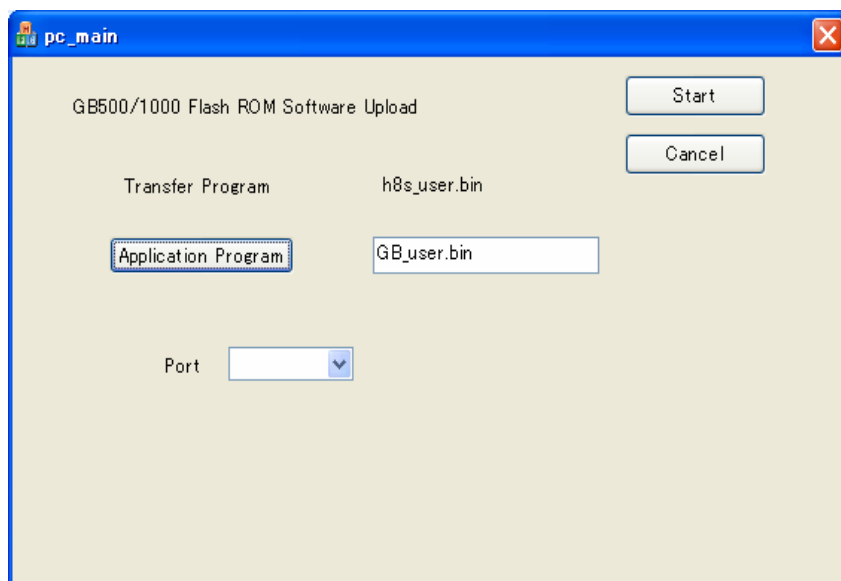 pc_main
GB500/1000 Flash ROM Software Upload
Start
Cancel
Transfer Program h8s_user.bin
Application Program GB_user.bin
Port